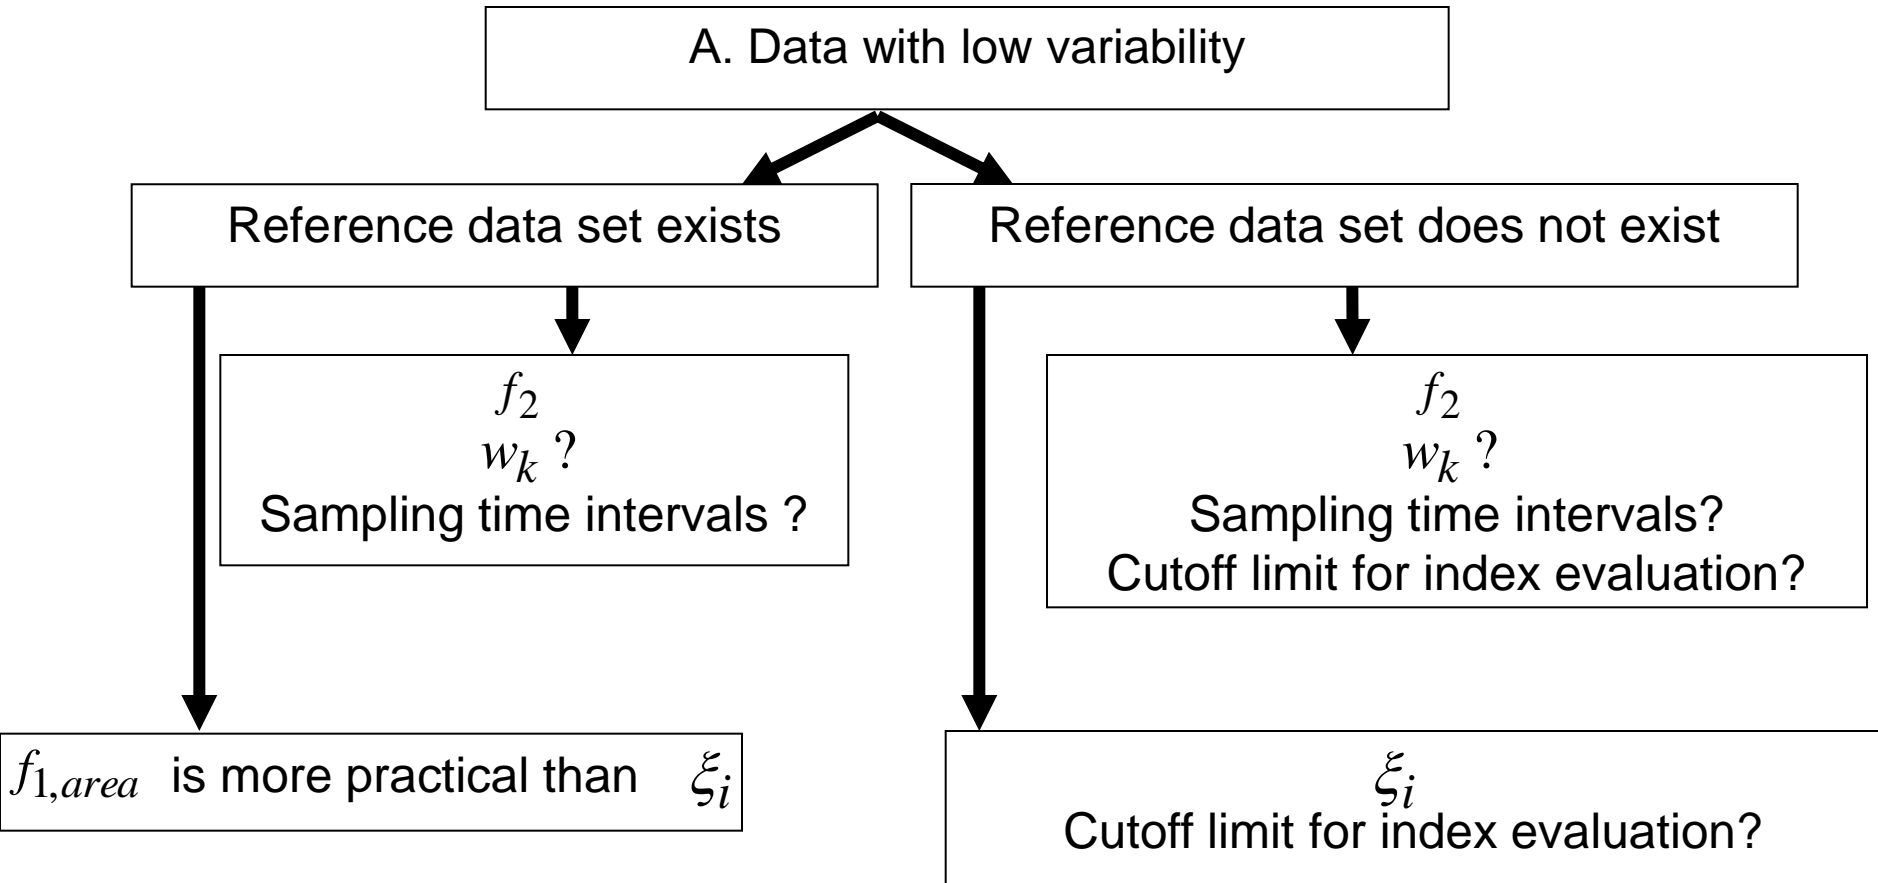 A. Data with low variability
Reference data set exists
Reference data set does not exist
f₂
wₖ ?
Sampling time intervals ?
f₂
wₖ ?
Sampling time intervals?
Cutoff limit for index evaluation?
f₁,area is more practical than ξᵢ
ξᵢ
Cutoff limit for index evaluation?